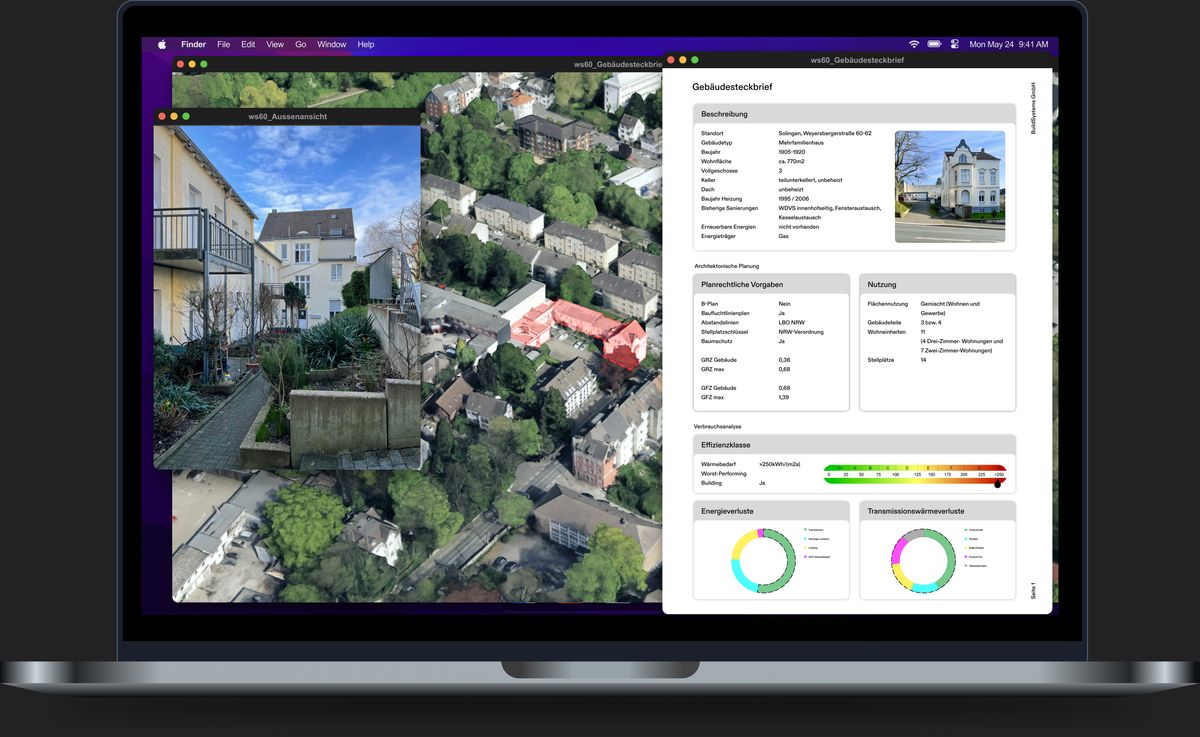 Finder File Edit View Go Window Help
Mon May 24 9:41 AM
ws60_Gebäudesteckbrie
ws60_Aussenansicht
ws60_Gebäudesteckbrief
Gebäudesteckbrief
BuildSystems GmbH
Beschreibung
Standort Solingen, Weyersbergerstraße 60-62
Gebäudetyp Mehrfamilienhaus
Baujahr 1905-1920
Wohnfläche ca. 770m2
Vollgeschosse 3
Keller teilunterkellert, unbeheizt
Dach unbeheizt
Baujahr Heizung 1995 / 2006
Bisherige Sanierungen WDVS innenhofseitig, Fensteraustausch,
Kesselaustausch
Erneuerbare Energien nicht vorhanden
Energieträger Gas
Architektonische Planung
Planrechtliche Vorgaben
B-Plan Nein
Baufluchtlinienplan Ja
Abstandslinien LBO NRW
Stellplatzschlüssel NRW-Verordnung
Baumschutz Ja
GRZ Gebäude 0,36
GRZ max 0,68
GFZ Gebäude 0,68
GFZ max 1,39
Nutzung
Flächennutzung Gemischt (Wohnen und
Gewerbe)
Gebäudeteile 3 bzw. 4
Wohneinheiten 11
(4 Drei-Zimmer- Wohnungen und
7 Zwei-Zimmer-Wohnungen)
Stellplätze 14
Verbrauchsanalyse
Effizienzklasse
Wärmebedarf >250kWh/(m2a)
Worst-Performing
Building Ja
A+ A B C D E F G H
0 25 50 75 100 125 150 175 200 225 >250
Energieverluste
Transmissionswärmeverluste
Seite 1